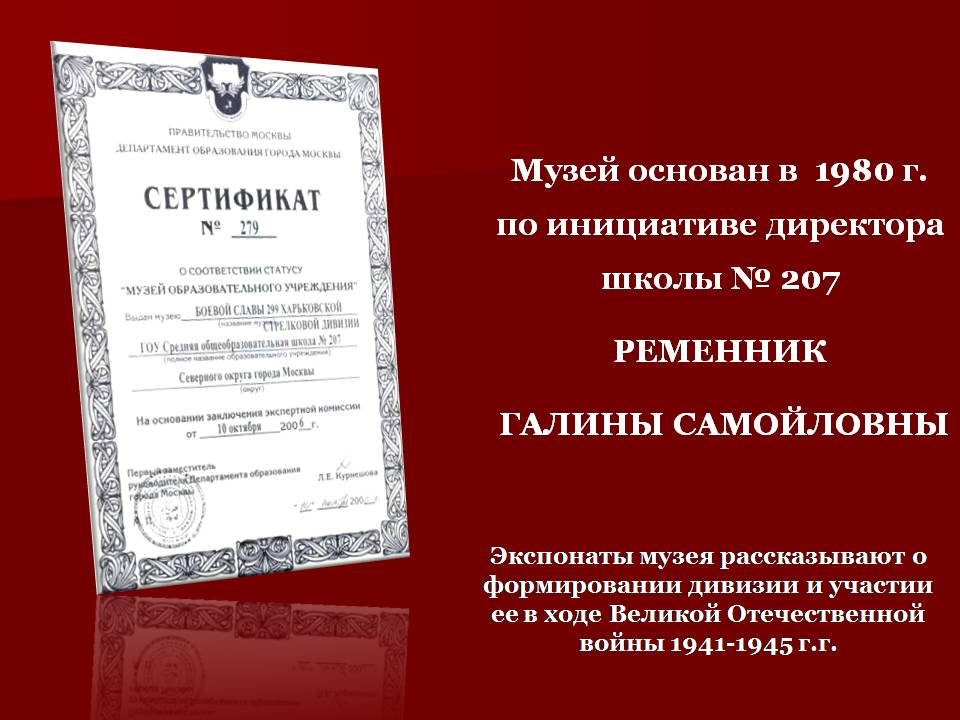 ПРАВИТЕЛЬСТВО МОСКВЫ
ДЕПАРТАМЕНТ ОБРАЗОВАНИЯ ГОРОДА МОСКВЫ
СЕРТИФИКАТ
№ 279
О СООТВЕТСТВИИ СТАТУСУ
"МУЗЕЙ ОБРАЗОВАТЕЛЬНОГО УЧРЕЖДЕНИЯ"
Выдан музею БОЕВОЙ СЛАВЫ 299 ХАРЬКОВСКОЙ
(название музея) СТРЕЛКОВОЙ ДИВИЗИИ
ГОУ Средняя общеобразовательная школа № 207
(полное название образовательного учреждения)
Северного округа города Москвы
(округ)
На основании заключения экспертной комиссии
от 10 октября 2006 г.
Первый заместитель
руководителя Департамента образования
города Москвы
Л.Е. Курнешова
М. П.
Музей основан в 1980 г.
по инициативе директора
школы № 207
РЕМЕННИК
ГАЛИНЫ САМОЙЛОВНЫ
Экспонаты музея рассказывают о
формировании дивизии и участии
ее в ходе Великой Отечественной
войны 1941-1945 г.г.